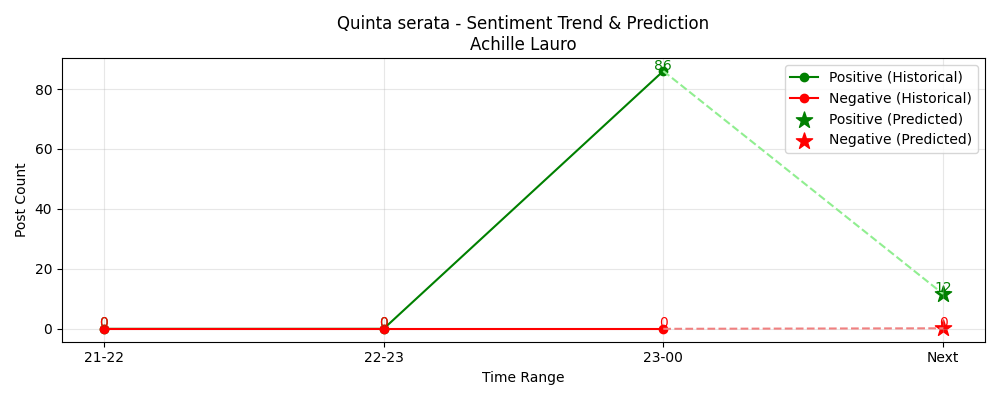 Quinta serata - Sentiment Trend & Prediction
Achille Lauro
Positive (Historical)
Negative (Historical)
Positive (Predicted)
Negative (Predicted)
Post Count
80
60
40
20
0
0
0
0
0
86
0
12
0
21-22
22-23
23-00
Next
Time Range